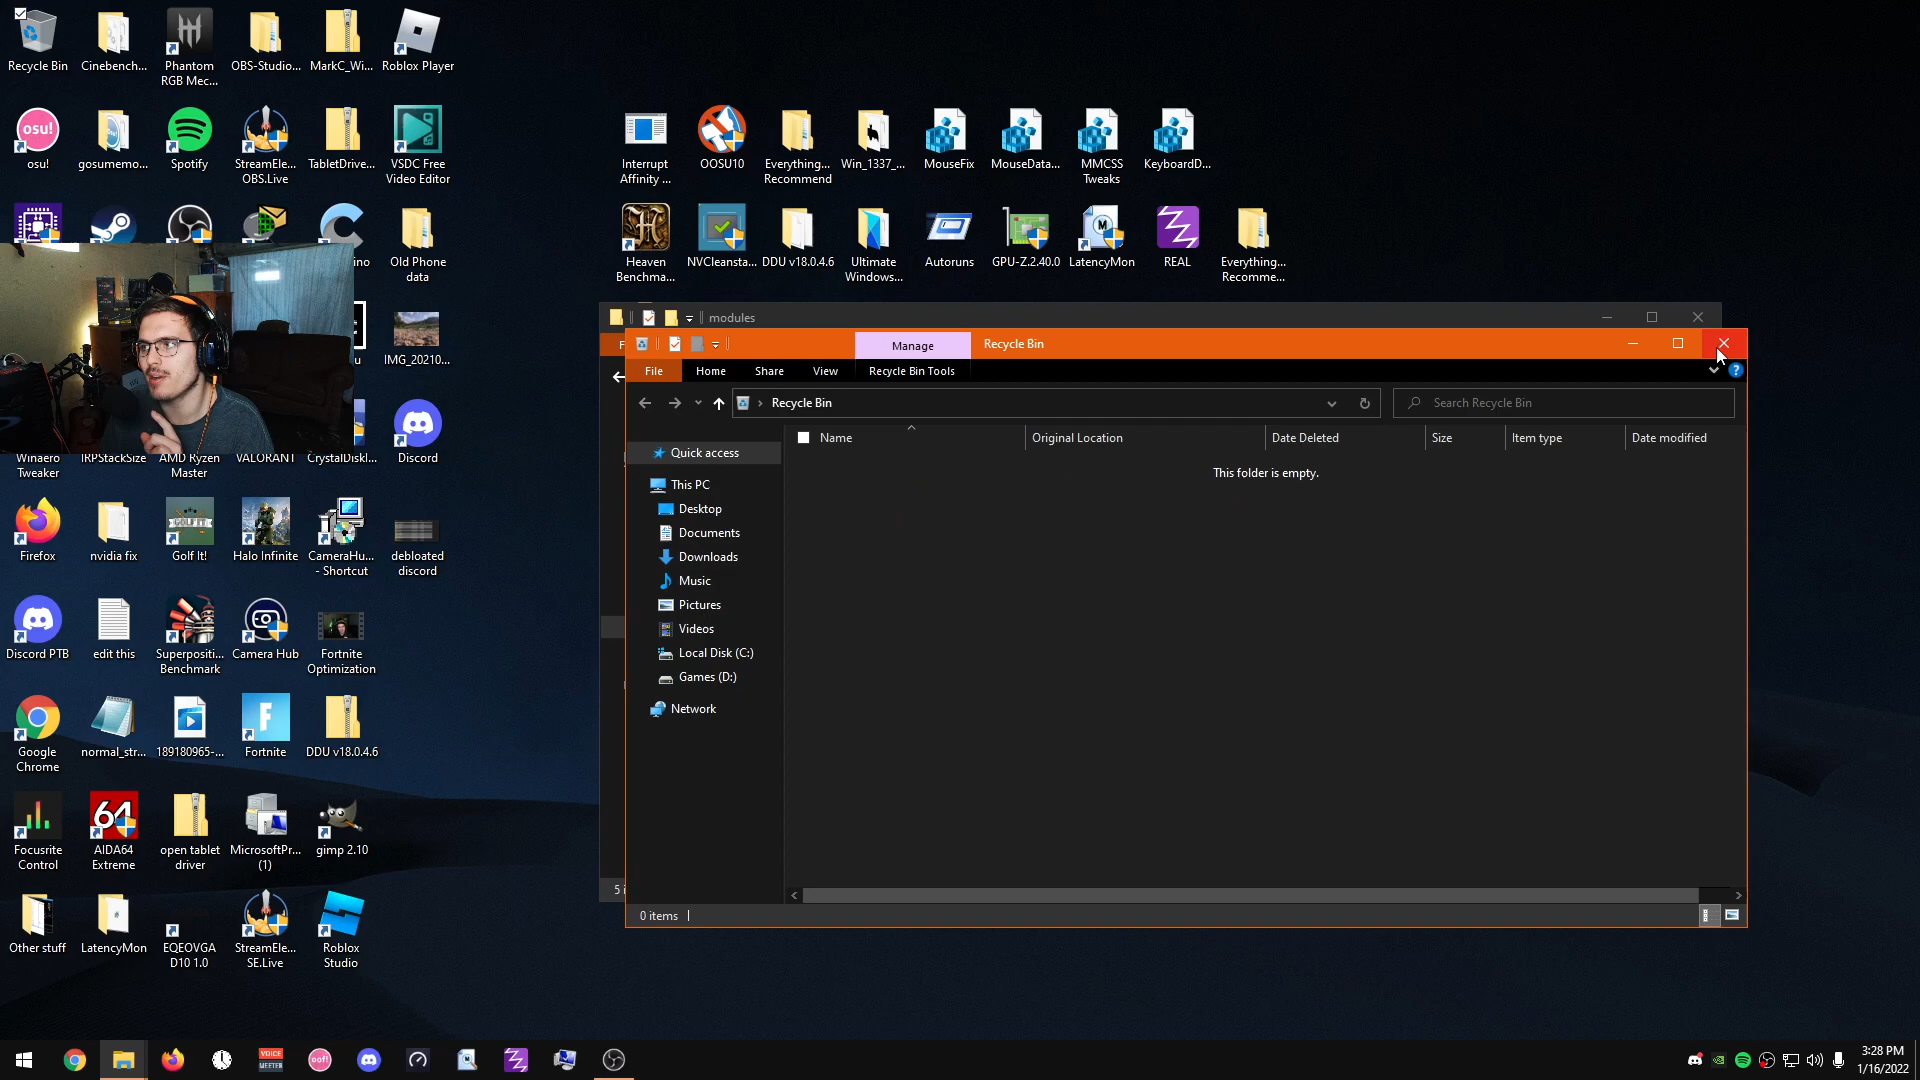 Recycle Bin
Cinebench...
Phantom
RGB Mec...
OBS-Studio...
MarkC_Wi...
Roblox Player
osu!
osu!
gosumemo...
Spotify
StreamEle...
OBS.Live
TabletDrive...
VSDC Free
Video Editor
Old Phone
data
IMG_20210...
Winaero
Tweaker
IRPStackSize
AMD Ryzen
Master
VALORANT
CrystalDiskI...
Discord
Firefox
nvidia fix
GOLF IT!
Golf It!
Halo Infinite
CameraHu...
- Shortcut
debloated
discord
Discord PTB
edit this
Superpositi...
Benchmark
Camera Hub
Fortnite
Optimization
Google
Chrome
normal_str...
189180965-...
F
Fortnite
DDU v18.0.4.6
Focusrite
Control
64
AIDA64
Extreme
open tablet
driver
MicrosoftPr...
(1)
gimp 2.10
Other stuff
LatencyMon
EQEOVGA
D10 1.0
StreamEle...
SE.Live
Roblox
Studio
Interrupt
Affinity ...
OOSU10
Everything...
Recommend
Win_1337_...
MouseFix
MouseData...
MMCSS
Tweaks
KeyboardD...
Heaven
Benchma...
NVCleansta...
DDU v18.0.4.6
Ultimate
Windows...
Autoruns
GPU-Z.2.40.0
LatencyMon
REAL
Everything...
Recomme...
modules
Manage
Recycle Bin
File
Home
Share
View
Recycle Bin Tools
Recycle Bin
Search Recycle Bin
Name
Original Location
Date Deleted
Size
Item type
Date modified
This folder is empty.
Quick access
This PC
Desktop
Documents
Downloads
Music
Pictures
Videos
Local Disk (C:)
Games (D:)
Network
0 items
VOICE
MEETER
oof!
3:28 PM
1/16/2022